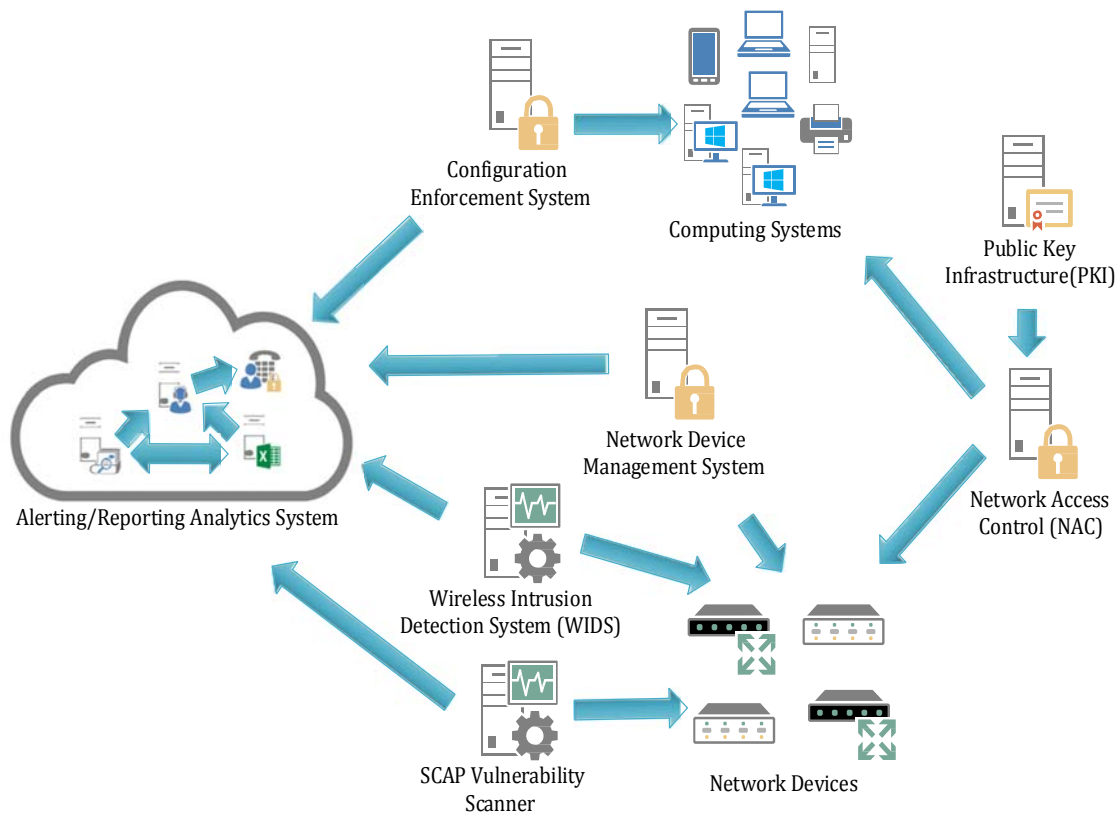 Configuration
Enforcement System
Computing Systems
Public Key
Infrastructure(PKI)
Network Device
Management System
Network Access
Control (NAC)
Alerting/Reporting Analytics System
Wireless Intrusion
Detection System (WIDS)
SCAP Vulnerability
Scanner
Network Devices